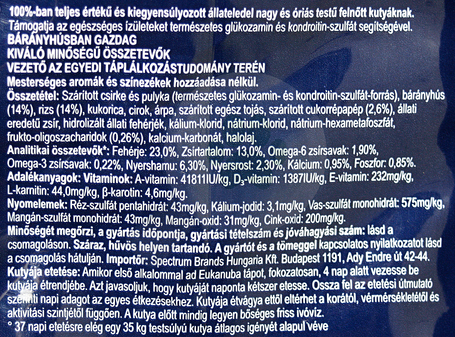 100%-ban teljes értékű és kiegyensúlyozott állateledel nagy és óriás testű felnőtt kutyáknak.
Támogatja az egészséges ízületeket természetes glükozamin és kondroitin-szulfát segítségével.
BÁRÁNYHÚSBAN GAZDAG
KIVÁLÓ MINŐSÉGŰ ÖSSZETEVŐK
VEZETŐ AZ EGYEDI TÁPLÁLKOZÁSTUDOMÁNY TERÉN
Mesterséges aromák és színezékek hozzáadása nélkül.
Összetétel: Szárított csirke és pulyka (természetes glükozamin- és kondroitin-szulfát-forrás), bárányhús
(14%), rizs (14%), kukorica, cirok, árpa, szárított egész tojás, szárított cukorrépapép (2,6%), állati
eredetű zsír, hidrolizált állati fehérjék, kálium-klorid, nátrium-klorid, nátrium-hexametafoszfát,
frukto-oligoszacharidok (0,26%), kalcium-karbonát, halolaj.
Analitikai összetevők*: Fehérje: 23,0%, Zsírtartalom: 13,0%, Omega-6 zsírsavak: 1,90%,
Omega-3 zsírsavak: 0,22%, Nyershamu: 6,30%, Nyersrost: 2,30%, Kálcium: 0,95%, Foszfor: 0,85%.
Adalékanyagok: Vitaminok: A-vitamin: 41811IU/kg, D₃-vitamin: 1387IU/kg, E-vitamin: 232mg/kg,
L-karnitin: 44,0mg/kg, β-karotin: 4,6mg/kg.
Nyomelemek: Réz-szulfát pentahidrát: 43mg/kg, Kálium-jodid: 3,1mg/kg, Vas-szulfát monohidrát: 575mg/kg,
Mangán-szulfát monohidrát: 43mg/kg, Mangán-oxid: 31mg/kg, Cink-oxid: 200mg/kg.
Minőségét megőrzi, a gyártás időpontja, gyártási tételszám és jóváhagyási szám: lásd a
csomagoláson. Száraz, hűvös helyen tartandó. A gyártót és a tömeggel kapcsolatos nyilatkozatot lásd
a csomagolás hátulján. Importőr: Spectrum Brands Hungaria Kft. Budapest 1191, Ady Endre út 42-44.
Kutyája etetése: Amikor első alkalommal ad Eukanuba tápot, fokozatosan, 4 nap alatt vezesse be
kutyája étrendjébe. Azt javasoljuk, hogy kutyáját naponta kétszer etesse. Ossza fel az etetési útmutató
szerinti napi adagot az egyes étkezésekhez. Kutyája étvágya ettől eltérhet a korától, vérmérsékletétől és
aktivitási szintjétől függően. A kutya előtt mindig legyen bőséges friss ivóvíz.
° 37 napi etetésre elég egy 35 kg testsúlyú kutya átlagos igényét alapul véve